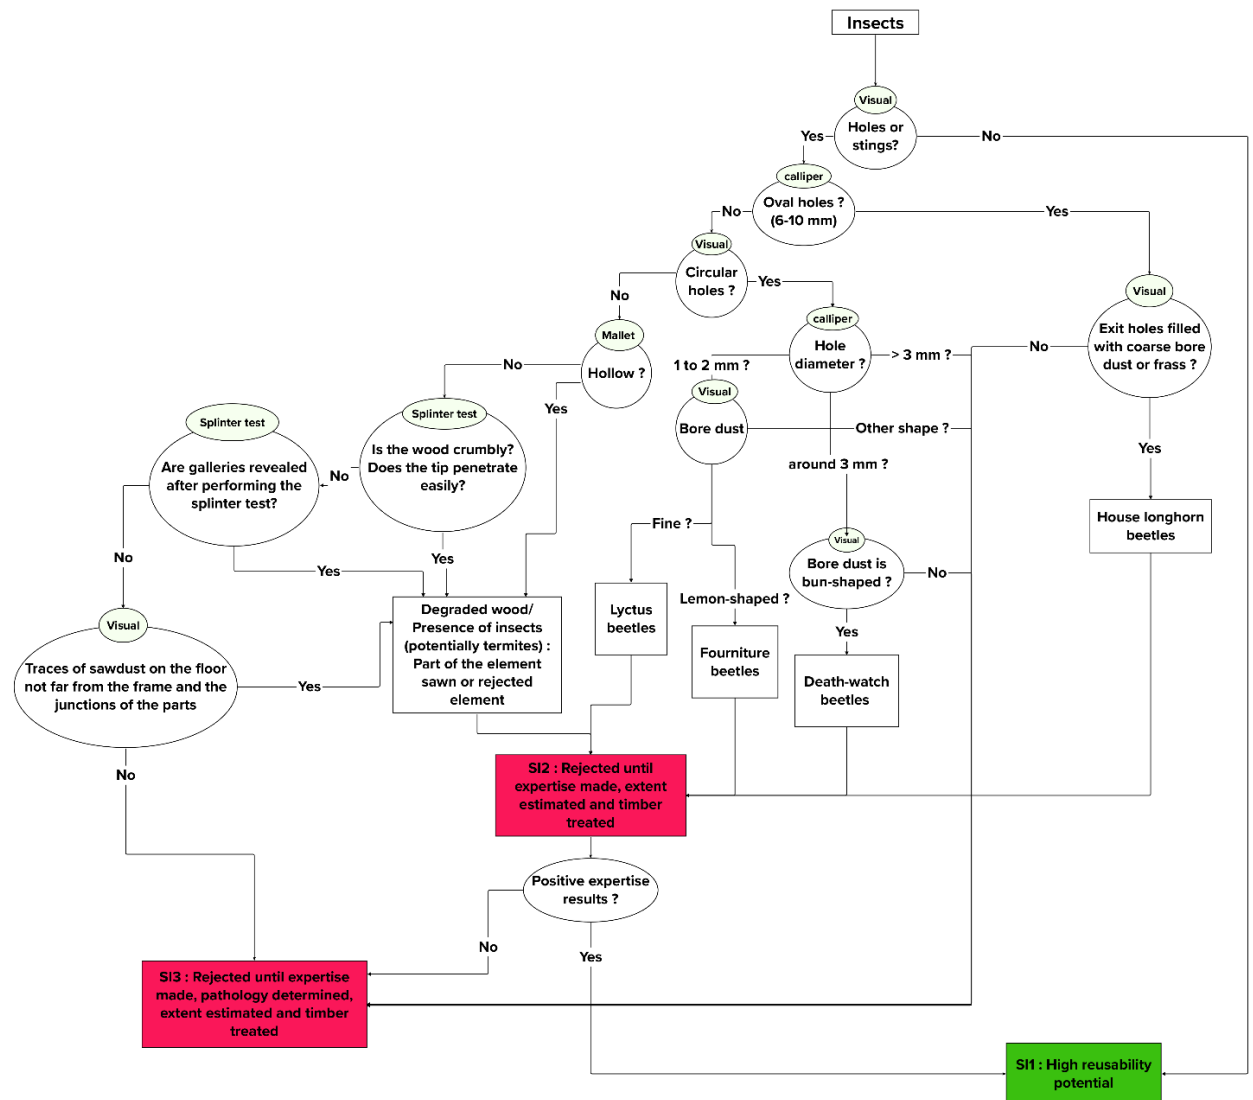 Insects
Visual
Holes or
stings?
Yes
No
calliper
Oval holes ?
(6-10 mm)
No
Yes
Visual
Circular
holes ?
Yes
No
Visual
Exit holes filled
with coarse bore
dust or frass ?
No
Yes
calliper
Hole
diameter ?
1 to 2 mm ?
> 3 mm ?
around 3 mm ?
Mallet
Hollow ?
No
Yes
Visual
Bore dust
Other shape ?
Fine ?
Lemon-shaped ?
Splinter test
Is the wood crumbly?
Does the tip penetrate
easily?
No
Yes
Splinter test
Are galleries revealed
after performing the
splinter test?
No
Yes
House longhorn
beetles
Visual
Bore dust is
bun-shaped ?
No
Yes
Lyctus
beetles
Fourniture
beetles
Death-watch
beetles
Degraded wood/
Presence of insects
(potentially termites) :
Part of the element
sawn or rejected
element
Visual
Traces of sawdust on the floor
not far from the frame and the
junctions of the parts
Yes
No
SI2 : Rejected until
expertise made, extent
estimated and timber
treated
Positive expertise
results ?
No
Yes
SI3 : Rejected until expertise
made, pathology determined,
extent estimated and timber
treated
SI1 : High reusability
potential